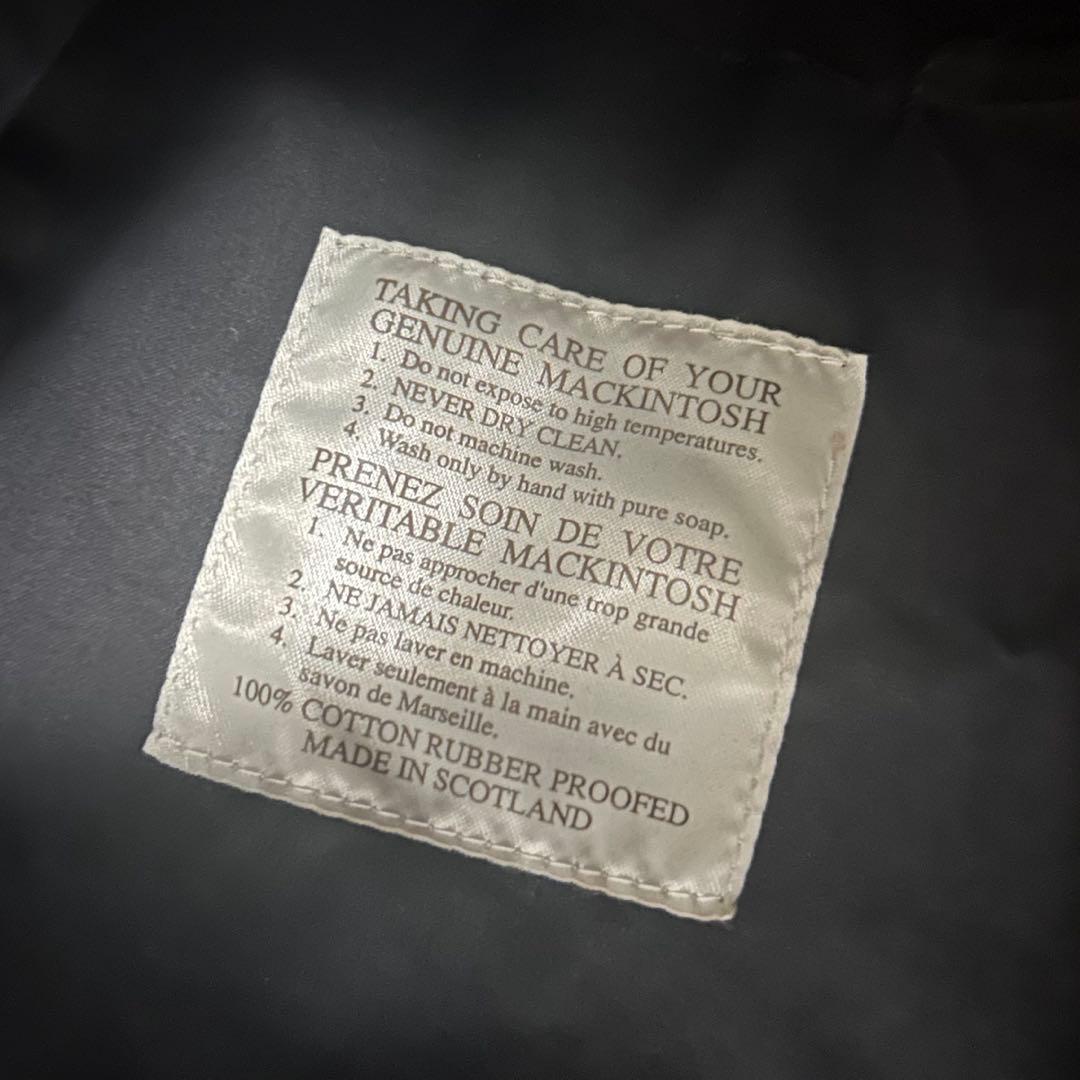 TAKING CARE OF YOUR
GENUINE MACKINTOSH
1. Do not expose to high temperatures.
2. NEVER DRY CLEAN.
3. Do not machine wash.
4. Wash only by hand with pure soap.
PRENEZ SOIN DE VOTRE
VERITABLE MACKINTOSH
1. Ne pas approcher d'une trop grande
source de chaleur.
2. NE JAMAIS NETTOYER À SEC.
3. Ne pas laver en machine.
4. Laver seulement à la main avec du
savon de Marseille.
100% COTTON RUBBER PROOFED
MADE IN SCOTLAND